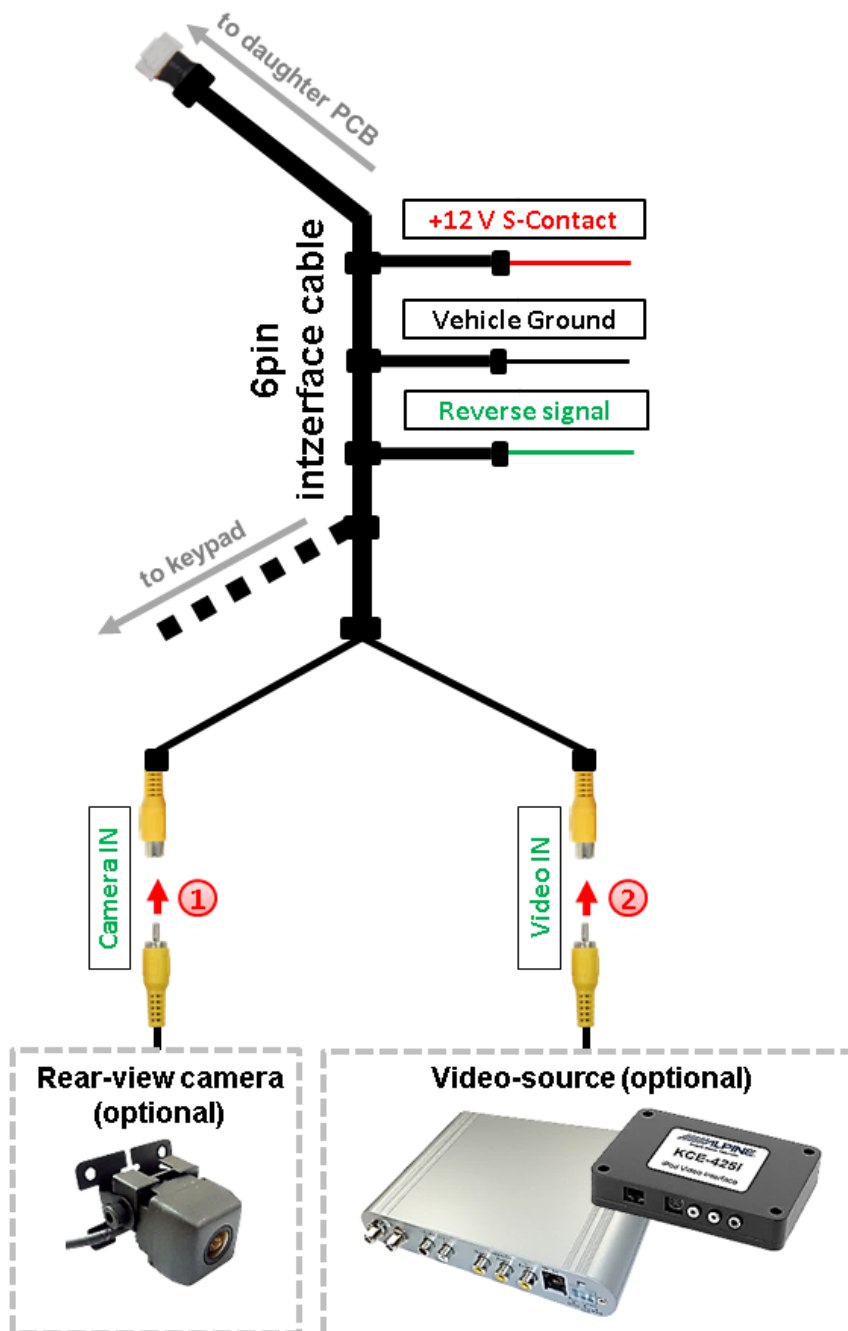 to daughter PCB
+12 V S-Contact
Vehicle Ground
Reverse signal
6pin
intzerface cable
to keypad
Camera IN
1
Video IN
2
Rear-view camera
(optional)
Video-source (optional)
ALPINE
KCE-425i
iPod Video Interface